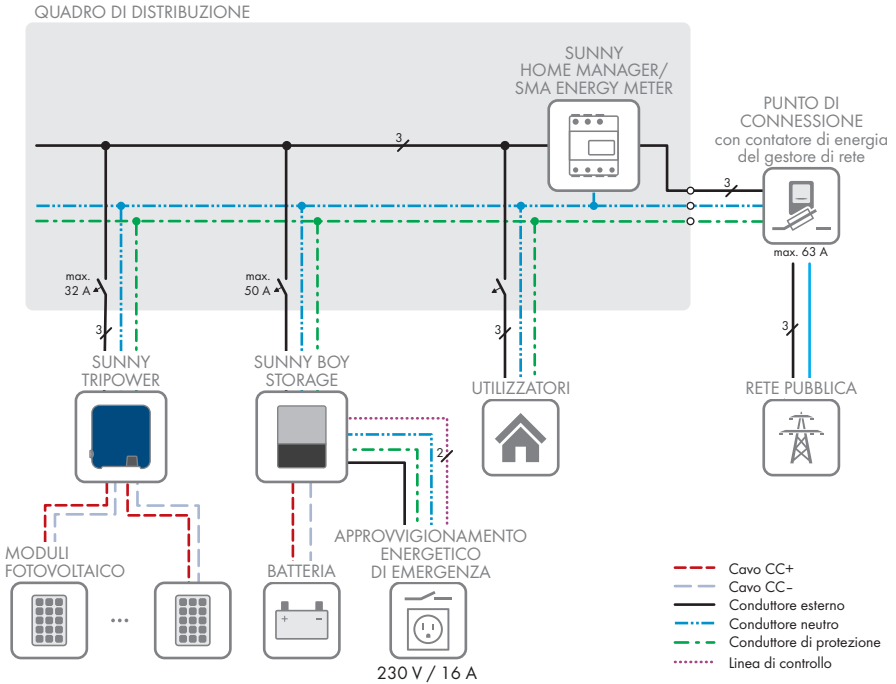 QUADRO DI DISTRIBUZIONE
SUNNY
HOME MANAGER/
SMA ENERGY METER
PUNTO DI
CONNESSIONE
con contatore di energia
del gestore di rete
3
3
max.
32 A
max.
50 A
max. 63 A
3
3
3
SUNNY
TRIPOWER
SUNNY BOY
STORAGE
UTILIZZATORI
RETE PUBBLICA
2
MODULI
FOTOVOLTAICO
...
BATTERIA
+ −
APPROVVIGIONAMENTO
ENERGETICO
DI EMERGENZA
230 V / 16 A
Cavo CC+
Cavo CC−
Conduttore esterno
Conduttore neutro
Conduttore di protezione
Linea di controllo